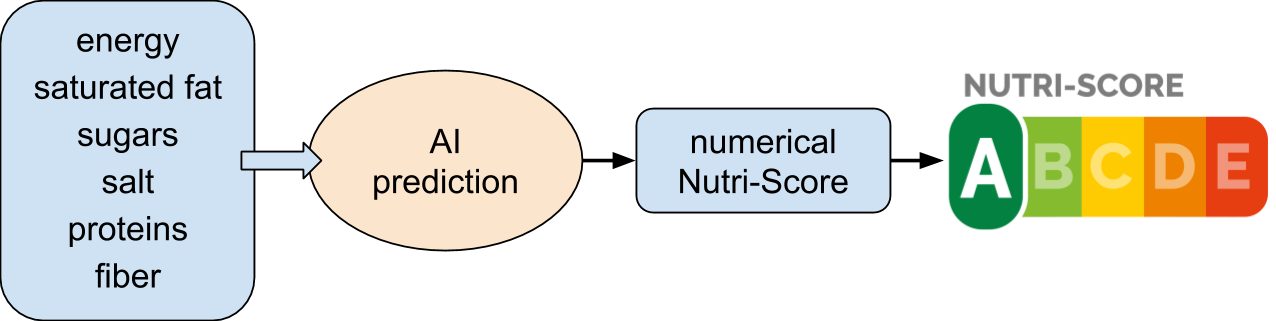 energy
saturated fat
sugars
salt
proteins
fiber
AI
prediction
numerical
Nutri-Score
NUTRI-SCORE
A B C D E